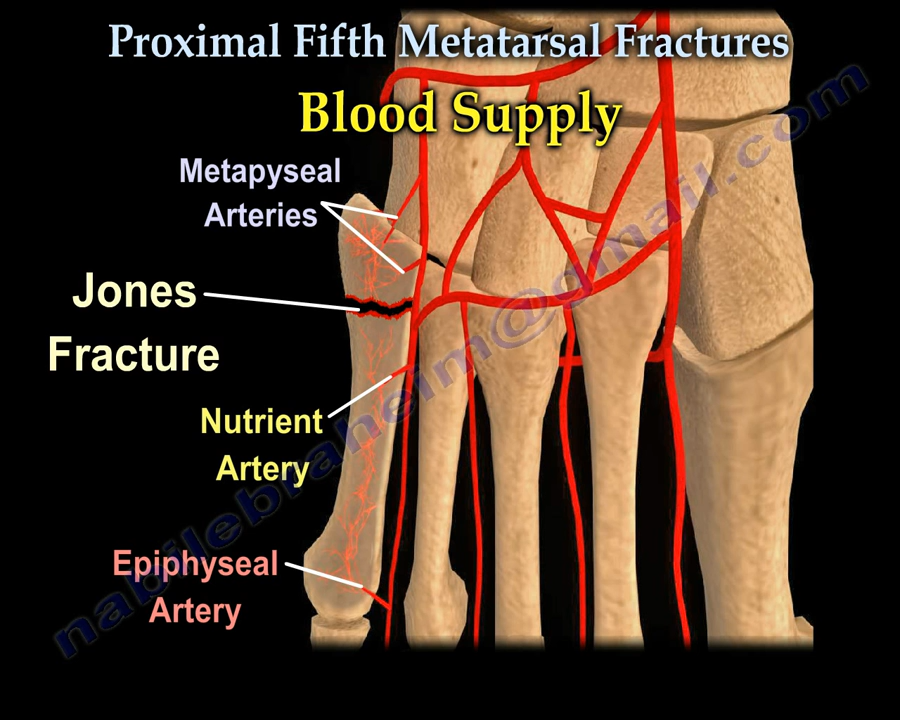 Proximal Fifth Metatarsal Fractures
Blood Supply
Metapyseal
Arteries
Jones
Fracture
Nutrient
Artery
Epiphyseal
Artery
nabilebraheim@gmail.com